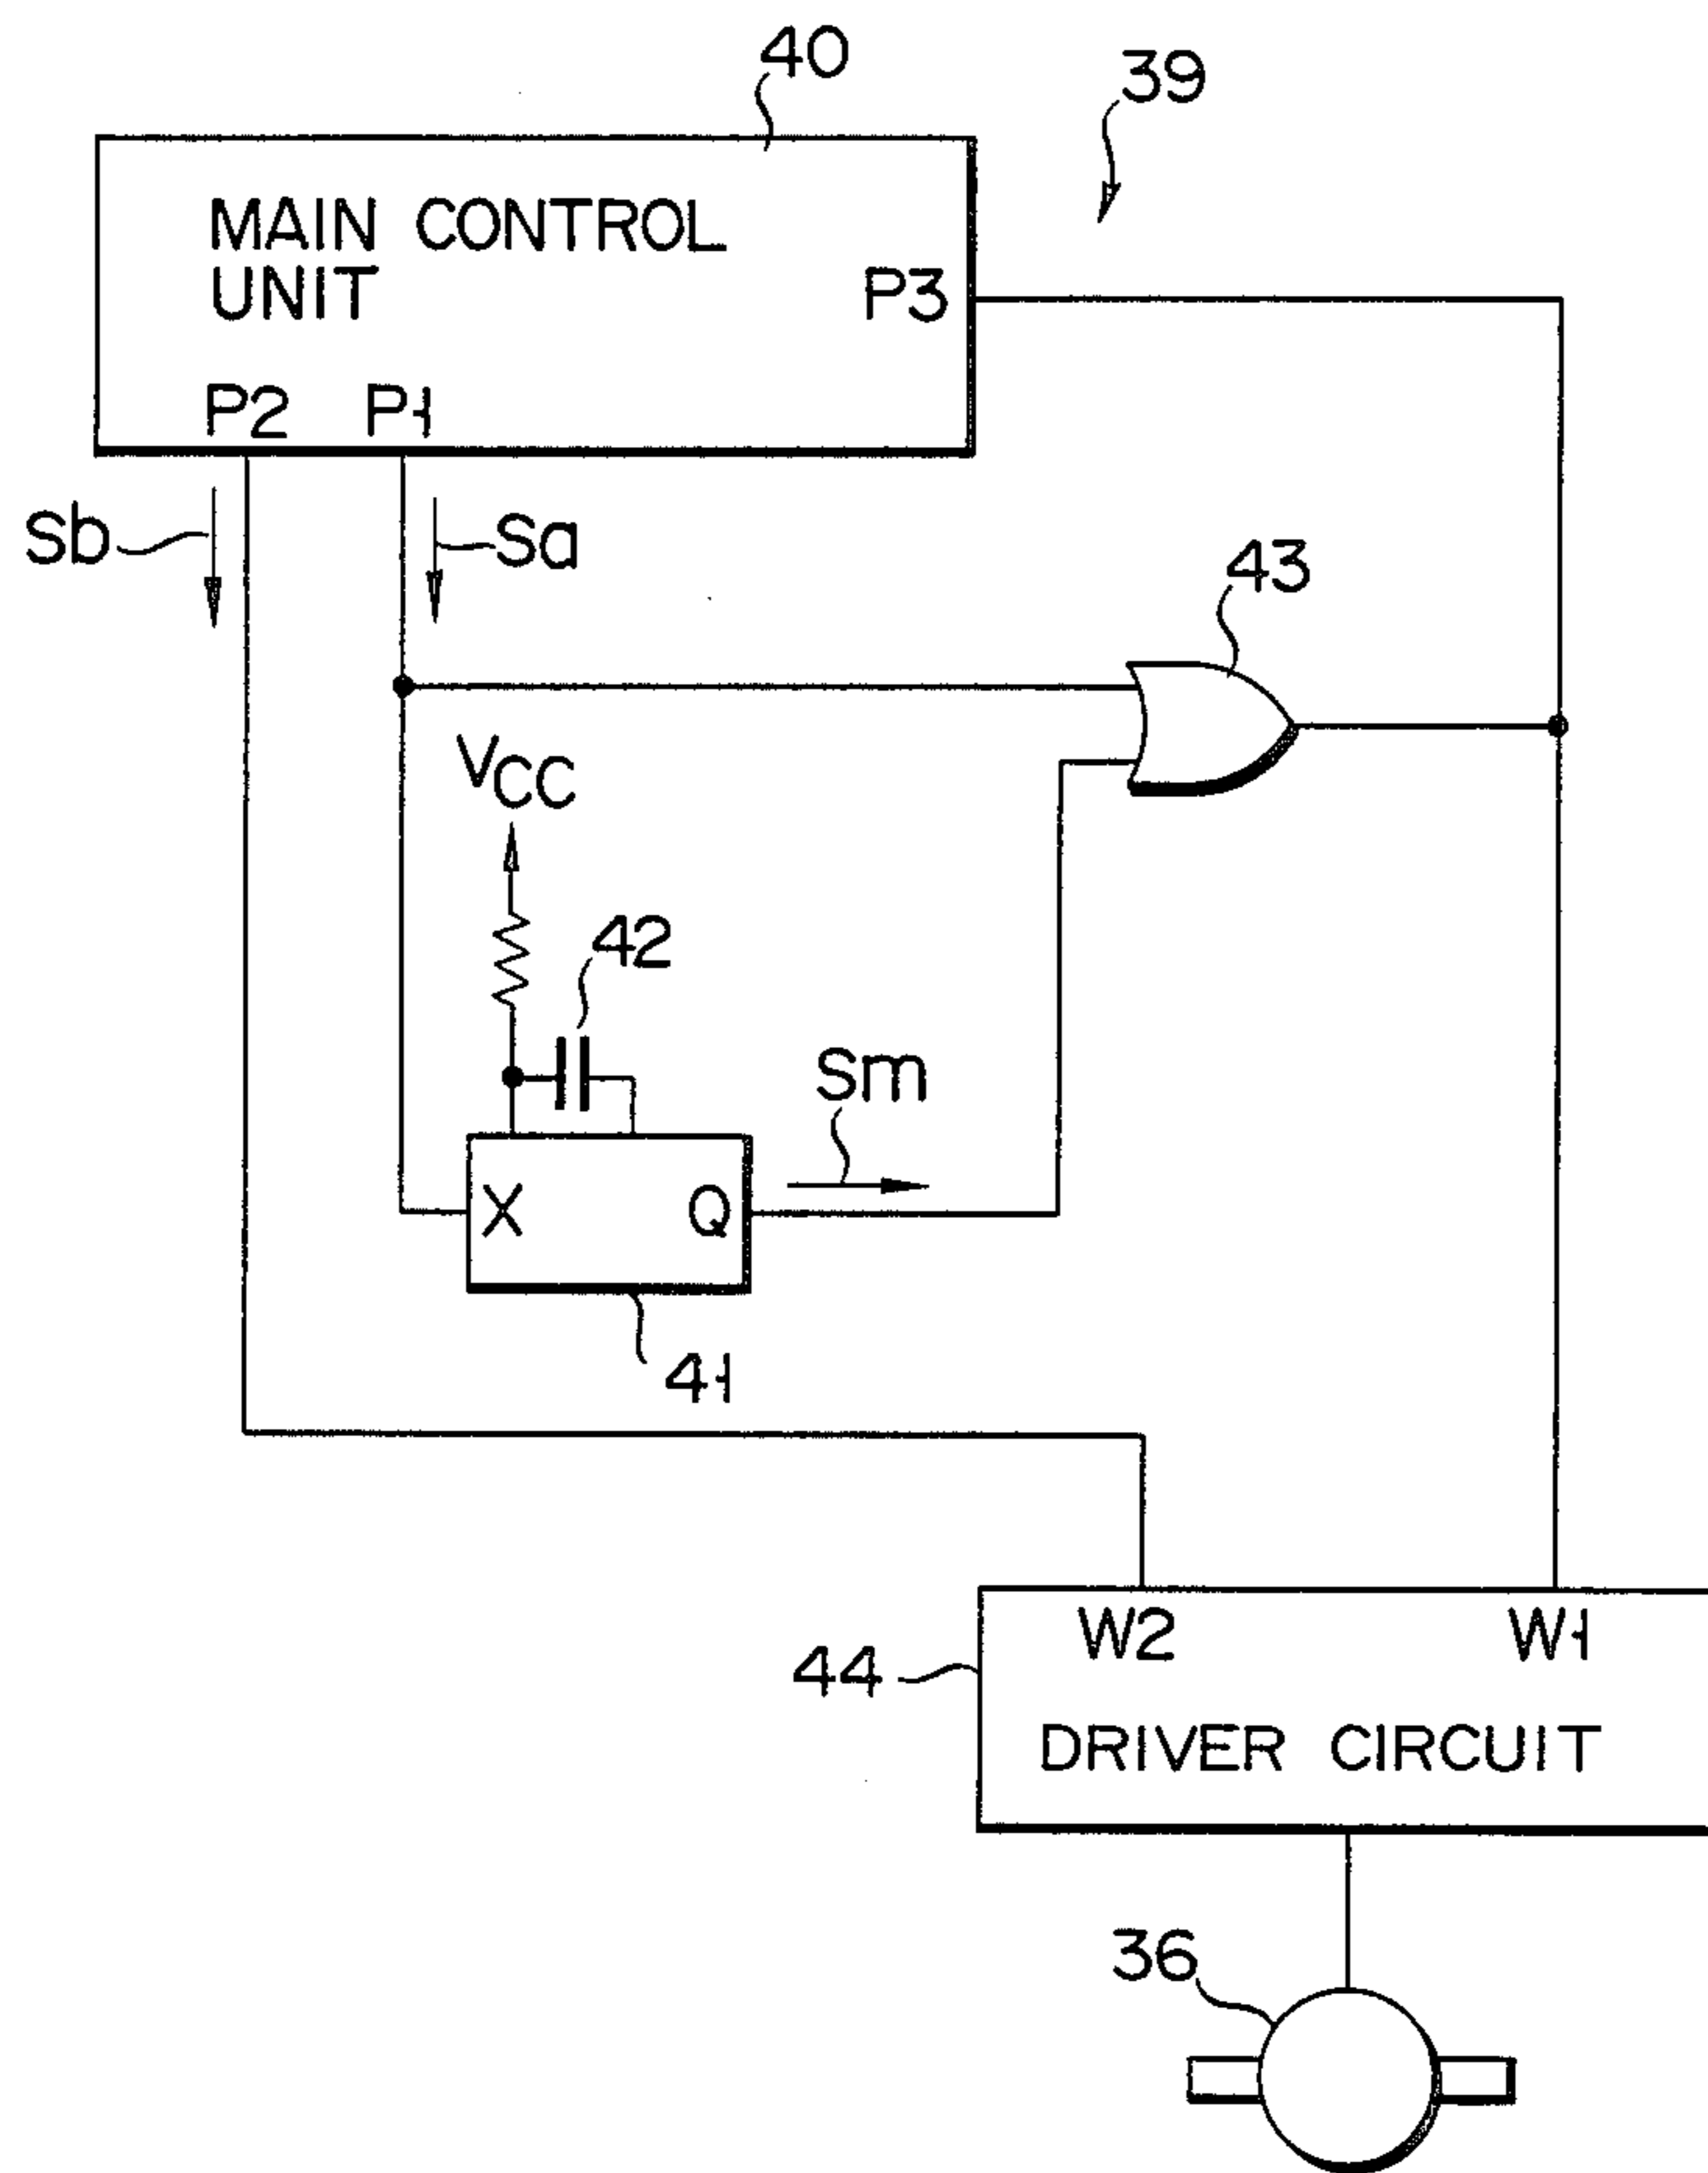 40
39
MAIN CONTROL
UNIT
P3
P2 P1
Sb
Sa
43
VCC
42
Sm
X Q
41
W2 W1
44
DRIVER CIRCUIT
36